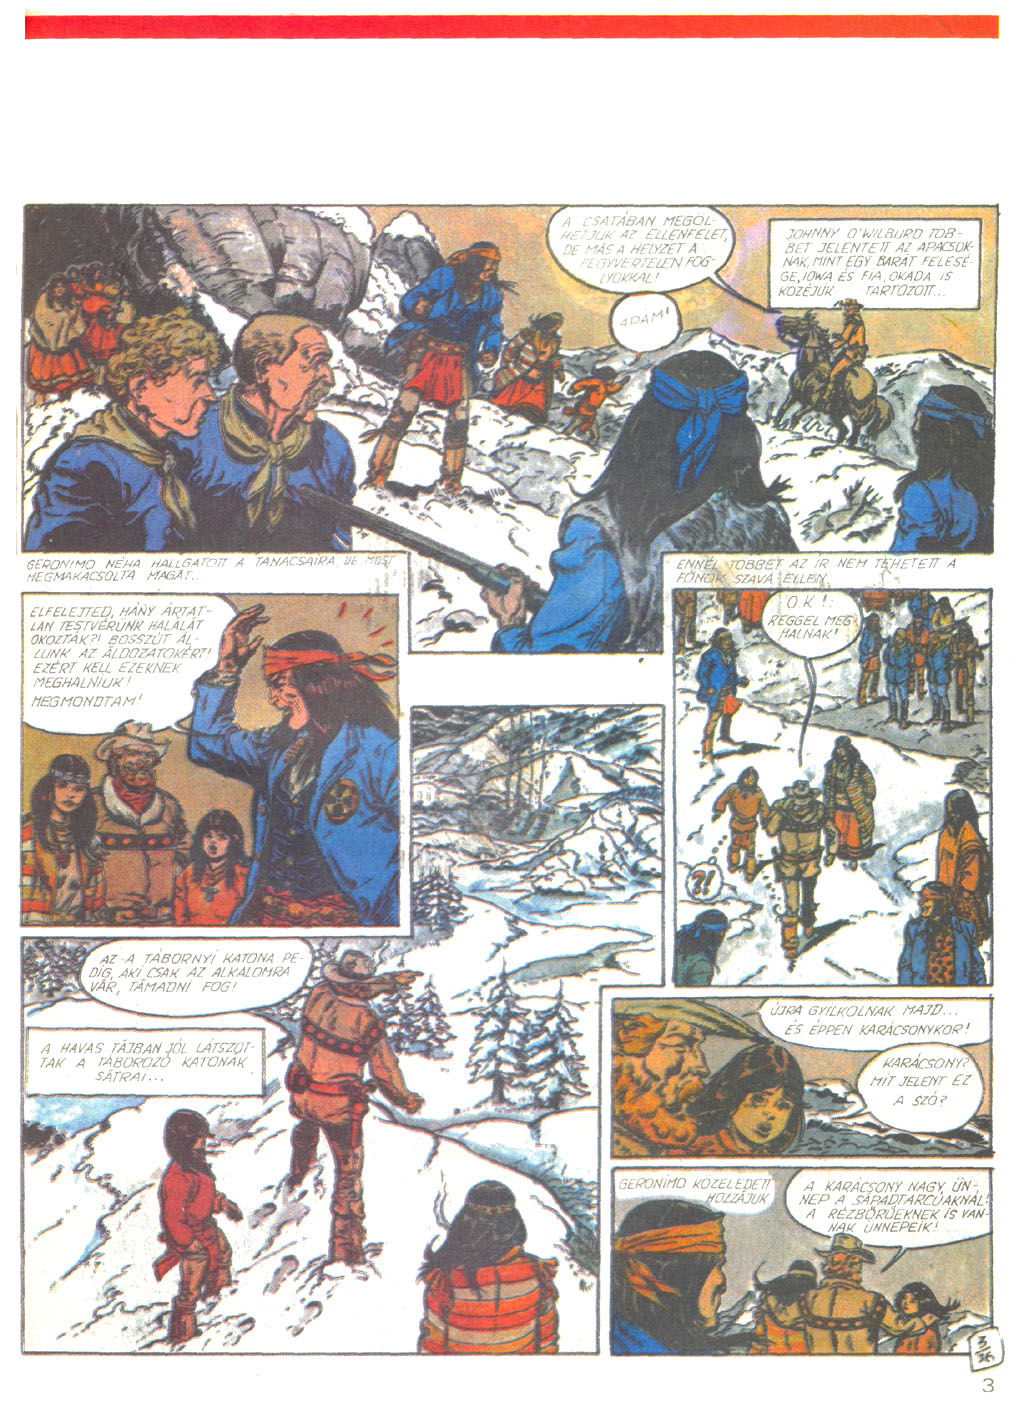 A CSATÁBAN MEGÖL-
HETJÜK AZ ELLENFELET,
DE MÁS A HELYZET A
FEGYVERTELEN FOG-
LYOKKAL!
APÁM!
JOHNNY O'WILBURD TÖB-
BET JELENTETT AZ APACSOK-
NAK, MINT EGY BARÁT. FELESÉ-
GE, IOWA ÉS FIA, OKADA IS
KÖZÉJÜK TARTOZOTT...
GERONIMO NÉHA HALLGATOTT A TANÁCSAIRA, DE MOST
MEGMAKACSOLTA MAGÁT...
ELFELEJTED, HÁNY ÁRTAT-
LAN TESTVÉRÜNK HALÁLÁT
OKOZTÁK?! BOSSZÚT ÁL-
LUNK AZ ÁLDOZATOKÉRT!
EZÉRT KELL EZEKNEK
MEGHALNIUK!
MEGMONDTAM!
ENNÉL TÖBBET AZ ÍR NEM TEHETETT A
FŐNÖK SZAVA ELLEN
O.K!:
REGGEL MEG-
HALNAK!
?!
AZ A TÁBORNYI KATONA PE-
DIG, AKI CSAK AZ ALKALOMRA
VÁR, TÁMADNI FOG!
A HAVAS TÁJBAN JÓL LÁTSZOT-
TAK A TÁBOROZÓ KATONÁK
SÁTRAI...
ÚJRA GYILKOLNAK MAJD...
ÉS ÉPPEN KARÁCSONYKOR!
KARÁCSONY?
MIT JELENT EZ
A SZÓ?
GERONIMO KÖZELEDETT
HOZZÁJUK
A KARÁCSONY NAGY ÜN-
NEP A SÁPADTARCÚAKNÁL!
A RÉZBŐRŰEKNEK IS VAN-
NAK ÜNNEPEIK!
3/36
3